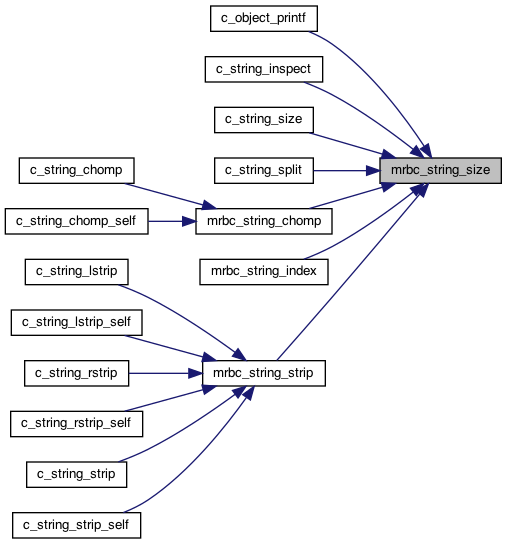 c_object_printf
c_string_inspect
c_string_size
c_string_split
mrbc_string_size
c_string_chomp
c_string_chomp_self
mrbc_string_chomp
mrbc_string_index
c_string_lstrip
c_string_lstrip_self
c_string_rstrip
mrbc_string_strip
c_string_rstrip_self
c_string_strip
c_string_strip_self